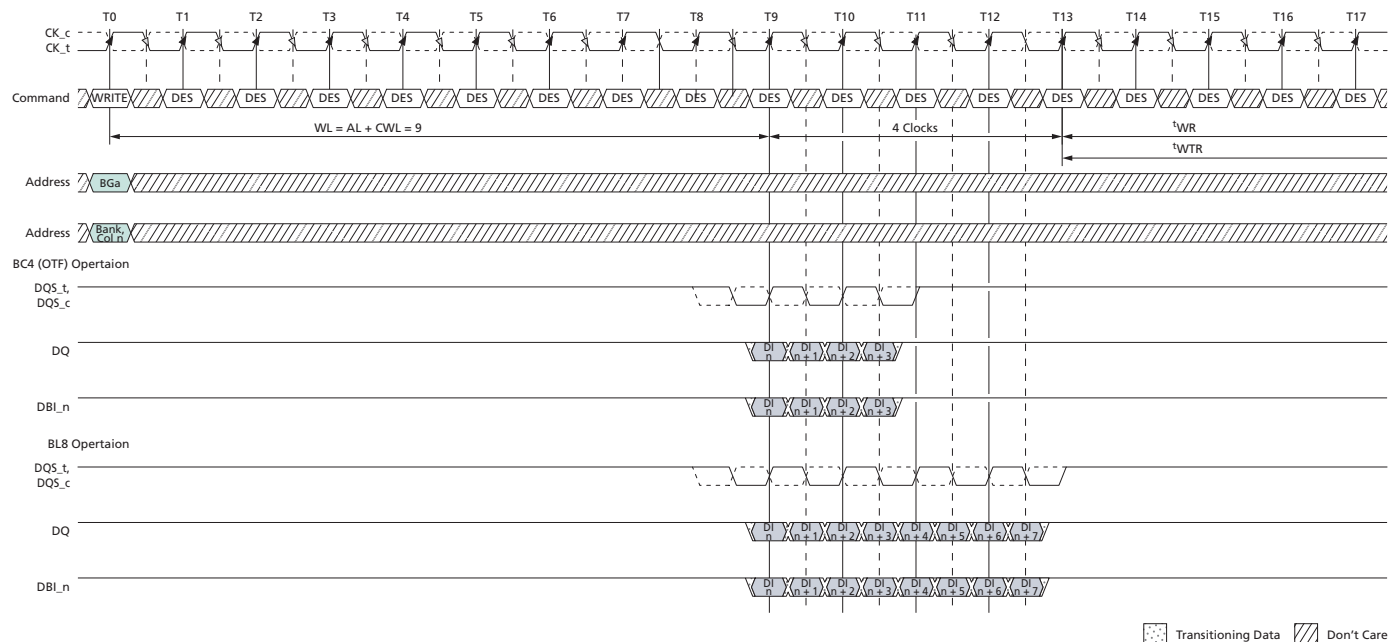 T0 T1 T2 T3 T4 T5 T6 T7 T8 T9 T10 T11 T12 T13 T14 T15 T16 T17
CK_c
CK_t
Command WRITE DES DES DES DES DES DES DES DES DES DES DES DES DES DES DES DES DES
WL = AL + CWL = 9 4 Clocks tWR
tWTR
Address BGa
Address Bank, Col n
BC4 (OTF) Opertaion
DQS_t,
DQS_c
DQ DI n DI n + 1 DI n + 2 DI n + 3
DBI_n DI n DI n + 1 DI n + 2 DI n + 3
BL8 Opertaion
DQS_t,
DQS_c
DQ DI n DI n + 1 DI n + 2 DI n + 3 DI n + 4 DI n + 5 DI n + 6 DI n + 7
DBI_n DI n DI n + 1 DI n + 2 DI n + 3 DI n + 4 DI n + 5 DI n + 6 DI n + 7
Transitioning Data Don't Care